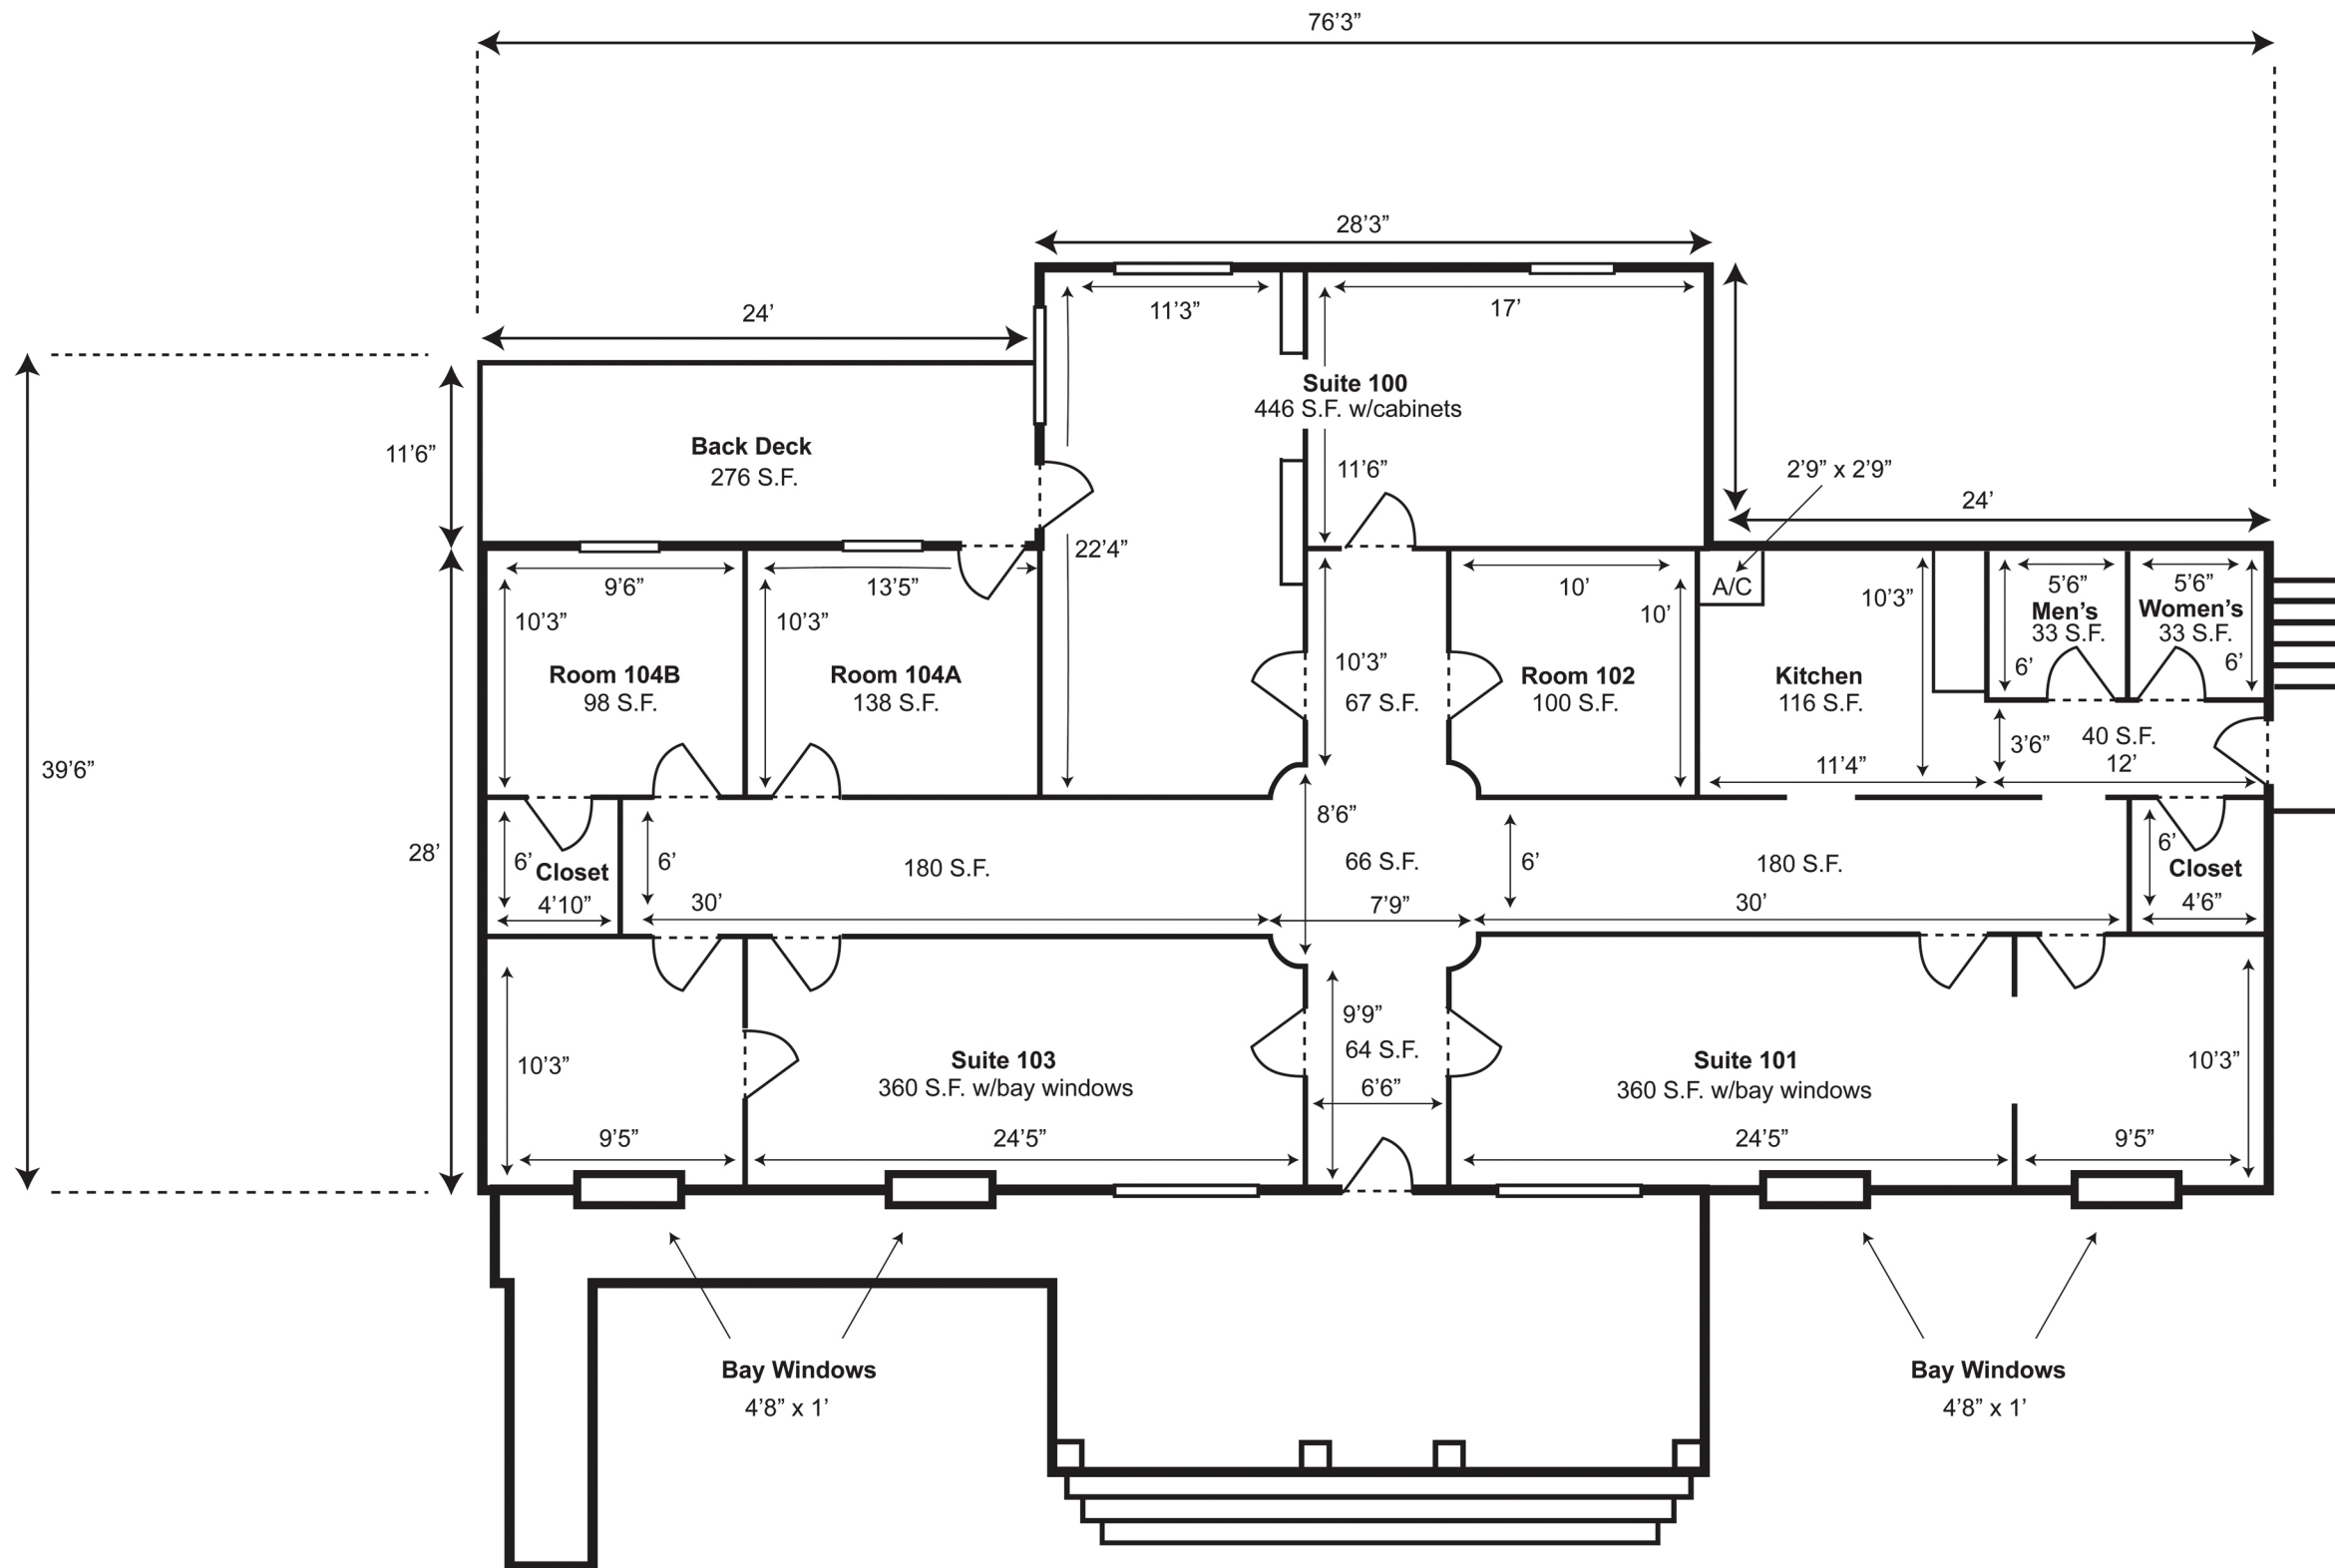 76’3”
28’3”
24’
11’3”
17’
Suite 100
446 S.F. w/cabinets
Back Deck
276 S.F.
11’6”
11’6”
2’9” x 2’9”
24’
22’4”
9’6”
13’5”
10’
A/C
10’3”
5’6”
5’6”
10’3”
10’3”
10’
Men’s
33 S.F.
Women’s
33 S.F.
6’
6’
Room 104B
98 S.F.
Room 104A
138 S.F.
10’3”
67 S.F.
Room 102
100 S.F.
Kitchen
116 S.F.
3’6”
40 S.F.
12’
11’4”
39’6”
28’
8’6”
6’
Closet
4’10”
6’
180 S.F.
30’
66 S.F.
7’9”
6’
180 S.F.
30’
6’
Closet
4’6”
9’9”
64 S.F.
6’6”
10’3”
Suite 103
360 S.F. w/bay windows
Suite 101
360 S.F. w/bay windows
10’3”
9’5”
24’5”
24’5”
9’5”
Bay Windows
4’8” x 1’
Bay Windows
4’8” x 1’